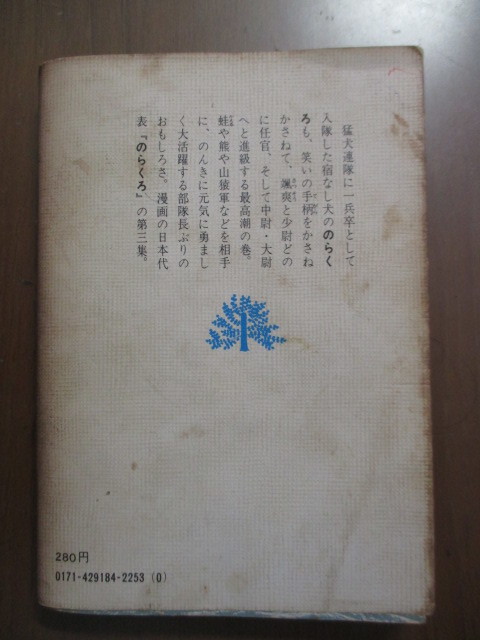 猛犬連隊に一兵卒として
入隊した宿なし犬ののらく
ろも、笑いの手柄をかさね
かさねて、颯爽と少尉どの
に任官、そして中尉・大尉
へと進級する最高潮の巻。
蛙や熊や山猿軍などを相手
に、のんきに元気に勇まし
く大活躍する部隊長ぶりの
おもしろさ。漫画の日本代
表『のらくろ』の第三集。
280円
0171-429184-2253 (0)